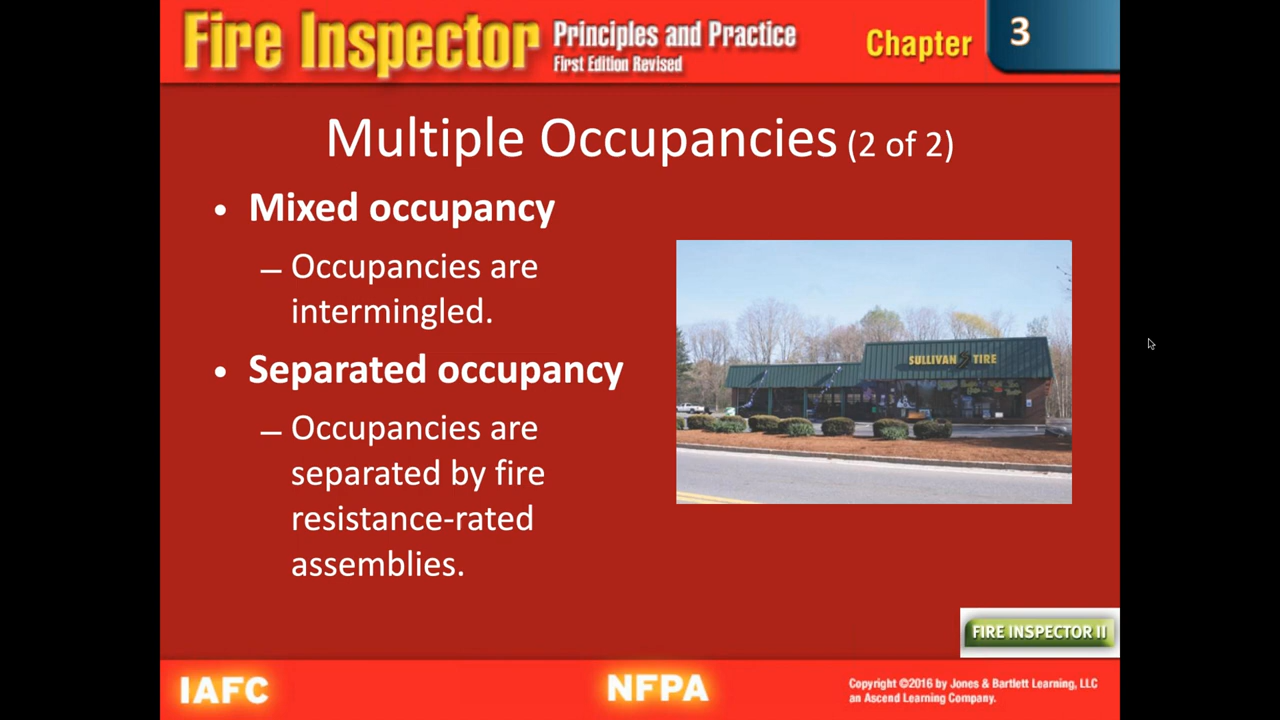 Fire Inspector Principles and Practice
First Edition Revised
Chapter 3
Multiple Occupancies (2 of 2)
• Mixed occupancy
– Occupancies are
intermingled.
• Separated occupancy
– Occupancies are
separated by fire
resistance-rated
assemblies.
SULLIVAN TIRE
FIRE INSPECTOR II
IAFC
NFPA
Copyright ©2016 by Jones & Bartlett Learning, LLC
an Ascend Learning Company.